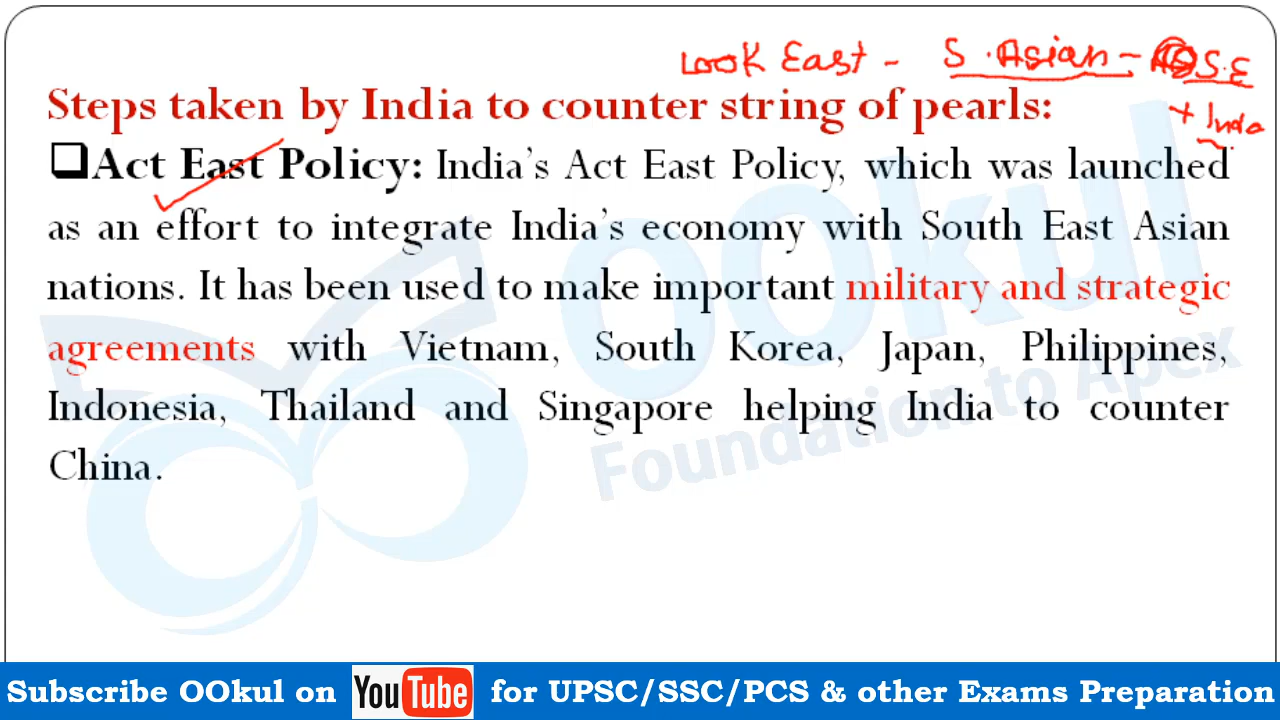 Look East - S. Asian - S.E
+ Indo
Steps taken by India to counter string of pearls:
❑Act East Policy: India's Act East Policy, which was launched
as an effort to integrate India's economy with South East Asian
nations. It has been used to make important military and strategic
agreements with Vietnam, South Korea, Japan, Philippines,
Indonesia, Thailand and Singapore helping India to counter
China.
OOkul
Foundation to Apex
Subscribe OOkul on YouTube for UPSC/SSC/PCS & other Exams Preparation